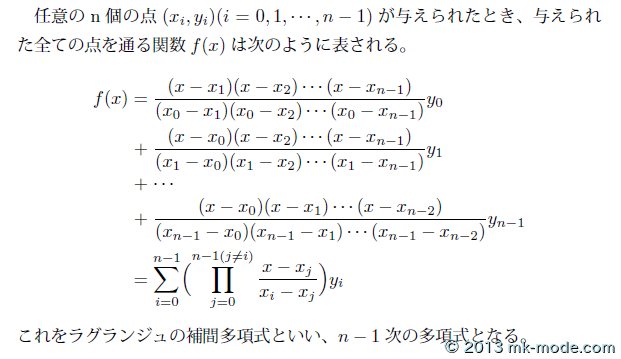 任意の n 個の点 (x_i, y_i)(i = 0, 1, ⋯, n − 1) が与えられたとき、与えられ
た全ての点を通る関数 f(x) は次のように表される。
f(x) = \frac{(x − x_1)(x − x_2)⋯(x − x_{n−1})}{(x_0 − x_1)(x_0 − x_2)⋯(x_0 − x_{n−1})} y_0
+ \frac{(x − x_0)(x − x_2)⋯(x − x_{n−1})}{(x_1 − x_0)(x_1 − x_2)⋯(x_1 − x_{n−1})} y_1
+ ⋯
+ \frac{(x − x_0)(x − x_1)⋯(x − x_{n−2})}{(x_{n−1} − x_0)(x_{n−1} − x_1)⋯(x_{n−1} − x_{n−2})} y_{n−1}
= \sum_{i=0}^{n−1} ( \prod_{j=0}^{n−1(j≠i)} \frac{x − x_j}{x_i − x_j} ) y_i
これをラグランジュの補間多項式といい、n − 1 次の多項式となる。
© 2013 mk-mode.com